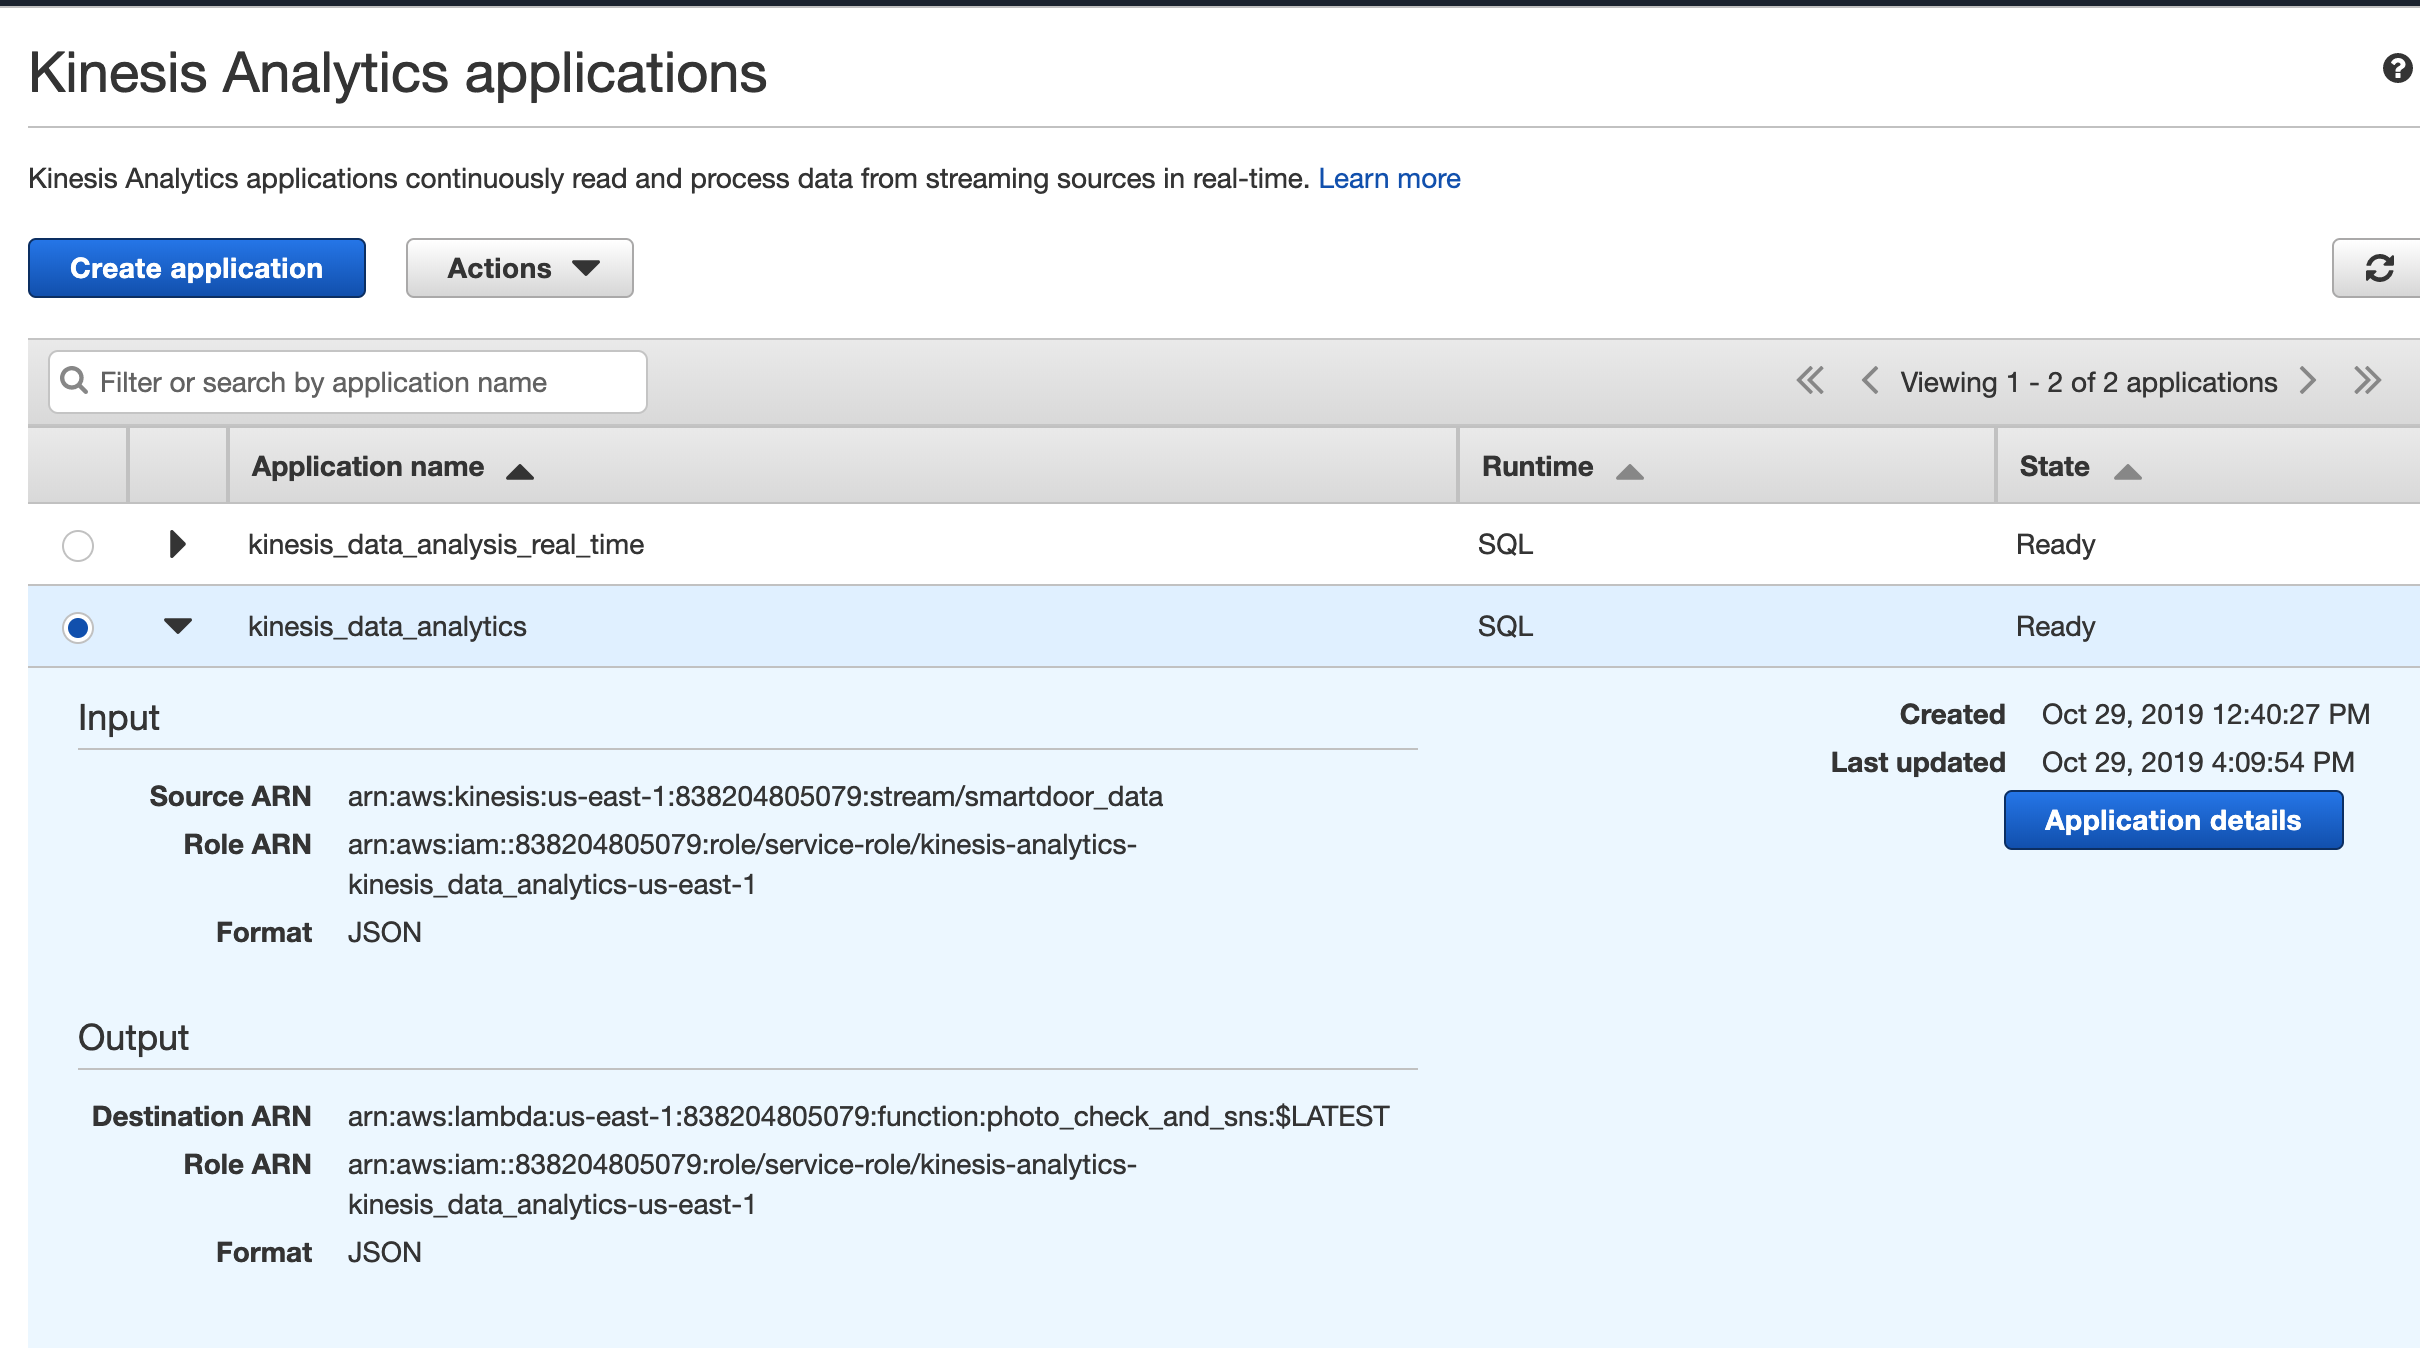 Kinesis Analytics applications
Kinesis Analytics applications continuously read and process data from streaming sources in real-time. Learn more
Create application
Actions
Filter or search by application name
Viewing 1 - 2 of 2 applications
Application name Runtime State
kinesis_data_analysis_real_time SQL Ready
kinesis_data_analytics SQL Ready
Input
Created Oct 29, 2019 12:40:27 PM
Last updated Oct 29, 2019 4:09:54 PM
Application details
Source ARN arn:aws:kinesis:us-east-1:838204805079:stream/smartdoor_data
Role ARN arn:aws:iam::838204805079:role/service-role/kinesis-analytics-
kinesis_data_analytics-us-east-1
Format JSON
Output
Destination ARN arn:aws:lambda:us-east-1:838204805079:function:photo_check_and_sns:$LATEST
Role ARN arn:aws:iam::838204805079:role/service-role/kinesis-analytics-
kinesis_data_analytics-us-east-1
Format JSON